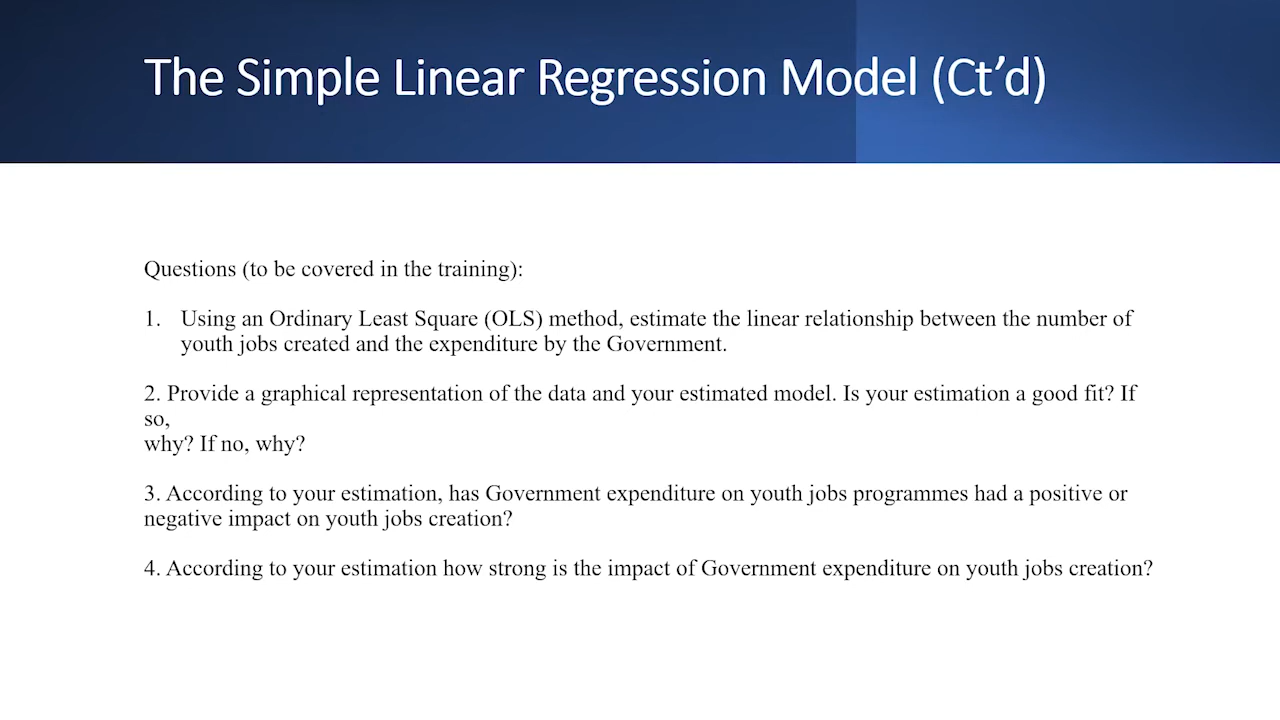 The Simple Linear Regression Model (Ct’d)
Questions (to be covered in the training):
1. Using an Ordinary Least Square (OLS) method, estimate the linear relationship between the number of
youth jobs created and the expenditure by the Government.
2. Provide a graphical representation of the data and your estimated model. Is your estimation a good fit? If
so,
why? If no, why?
3. According to your estimation, has Government expenditure on youth jobs programmes had a positive or
negative impact on youth jobs creation?
4. According to your estimation how strong is the impact of Government expenditure on youth jobs creation?